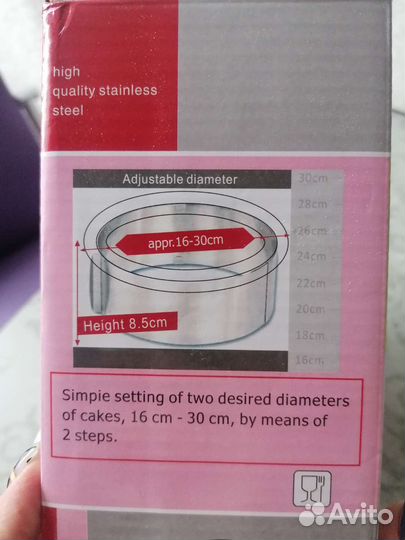 high
quality stainless
steel
Adjustable diameter
30cm
28cm
26cm
24cm
22cm
20cm
18cm
16cm
appr.16-30cm
Height 8.5cm
Simpie setting of two desired diameters
of cakes, 16 cm - 30 cm, by means of
2 steps.
Avito